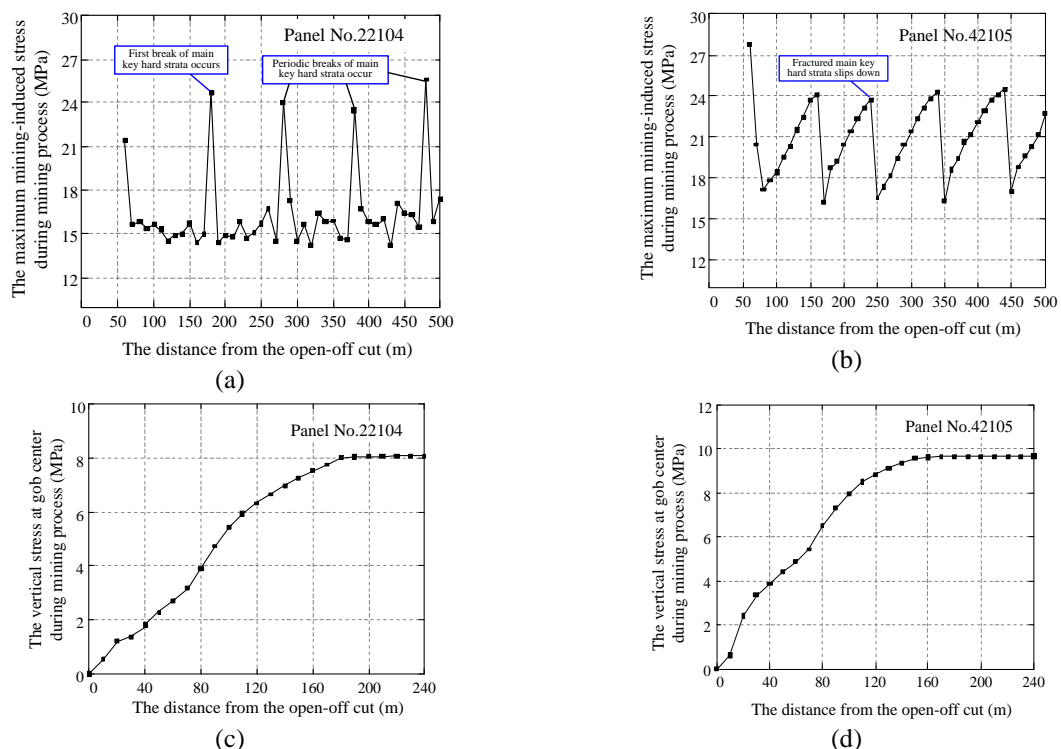 The maximum mining-induced stress
during mining process (MPa)
30
27
24
21
18
15
12
Panel No.22104
First break of main
key hard strata occurs
Periodic breaks of main
key hard strata occur
0 50 100 150 200 250 300 350 400 450 500
The distance from the open-off cut (m)
(a)
The maximum mining-induced stress
during mining process (MPa)
30
27
24
21
18
15
12
Panel No.42105
Fractured main key
hard strata slips down
0 50 100 150 200 250 300 350 400 450 500
The distance from the open-off cut (m)
(b)
The vertical stress at gob center
during mining process (MPa)
10
8
6
4
2
0
Panel No.22104
0 40 80 120 160 200 240
The distance from the open-off cut (m)
(c)
The vertical stress at gob center
during mining process (MPa)
12
10
8
6
4
2
0
Panel No.42105
0 40 80 120 160 200 240
The distance from the open-off cut (m)
(d)